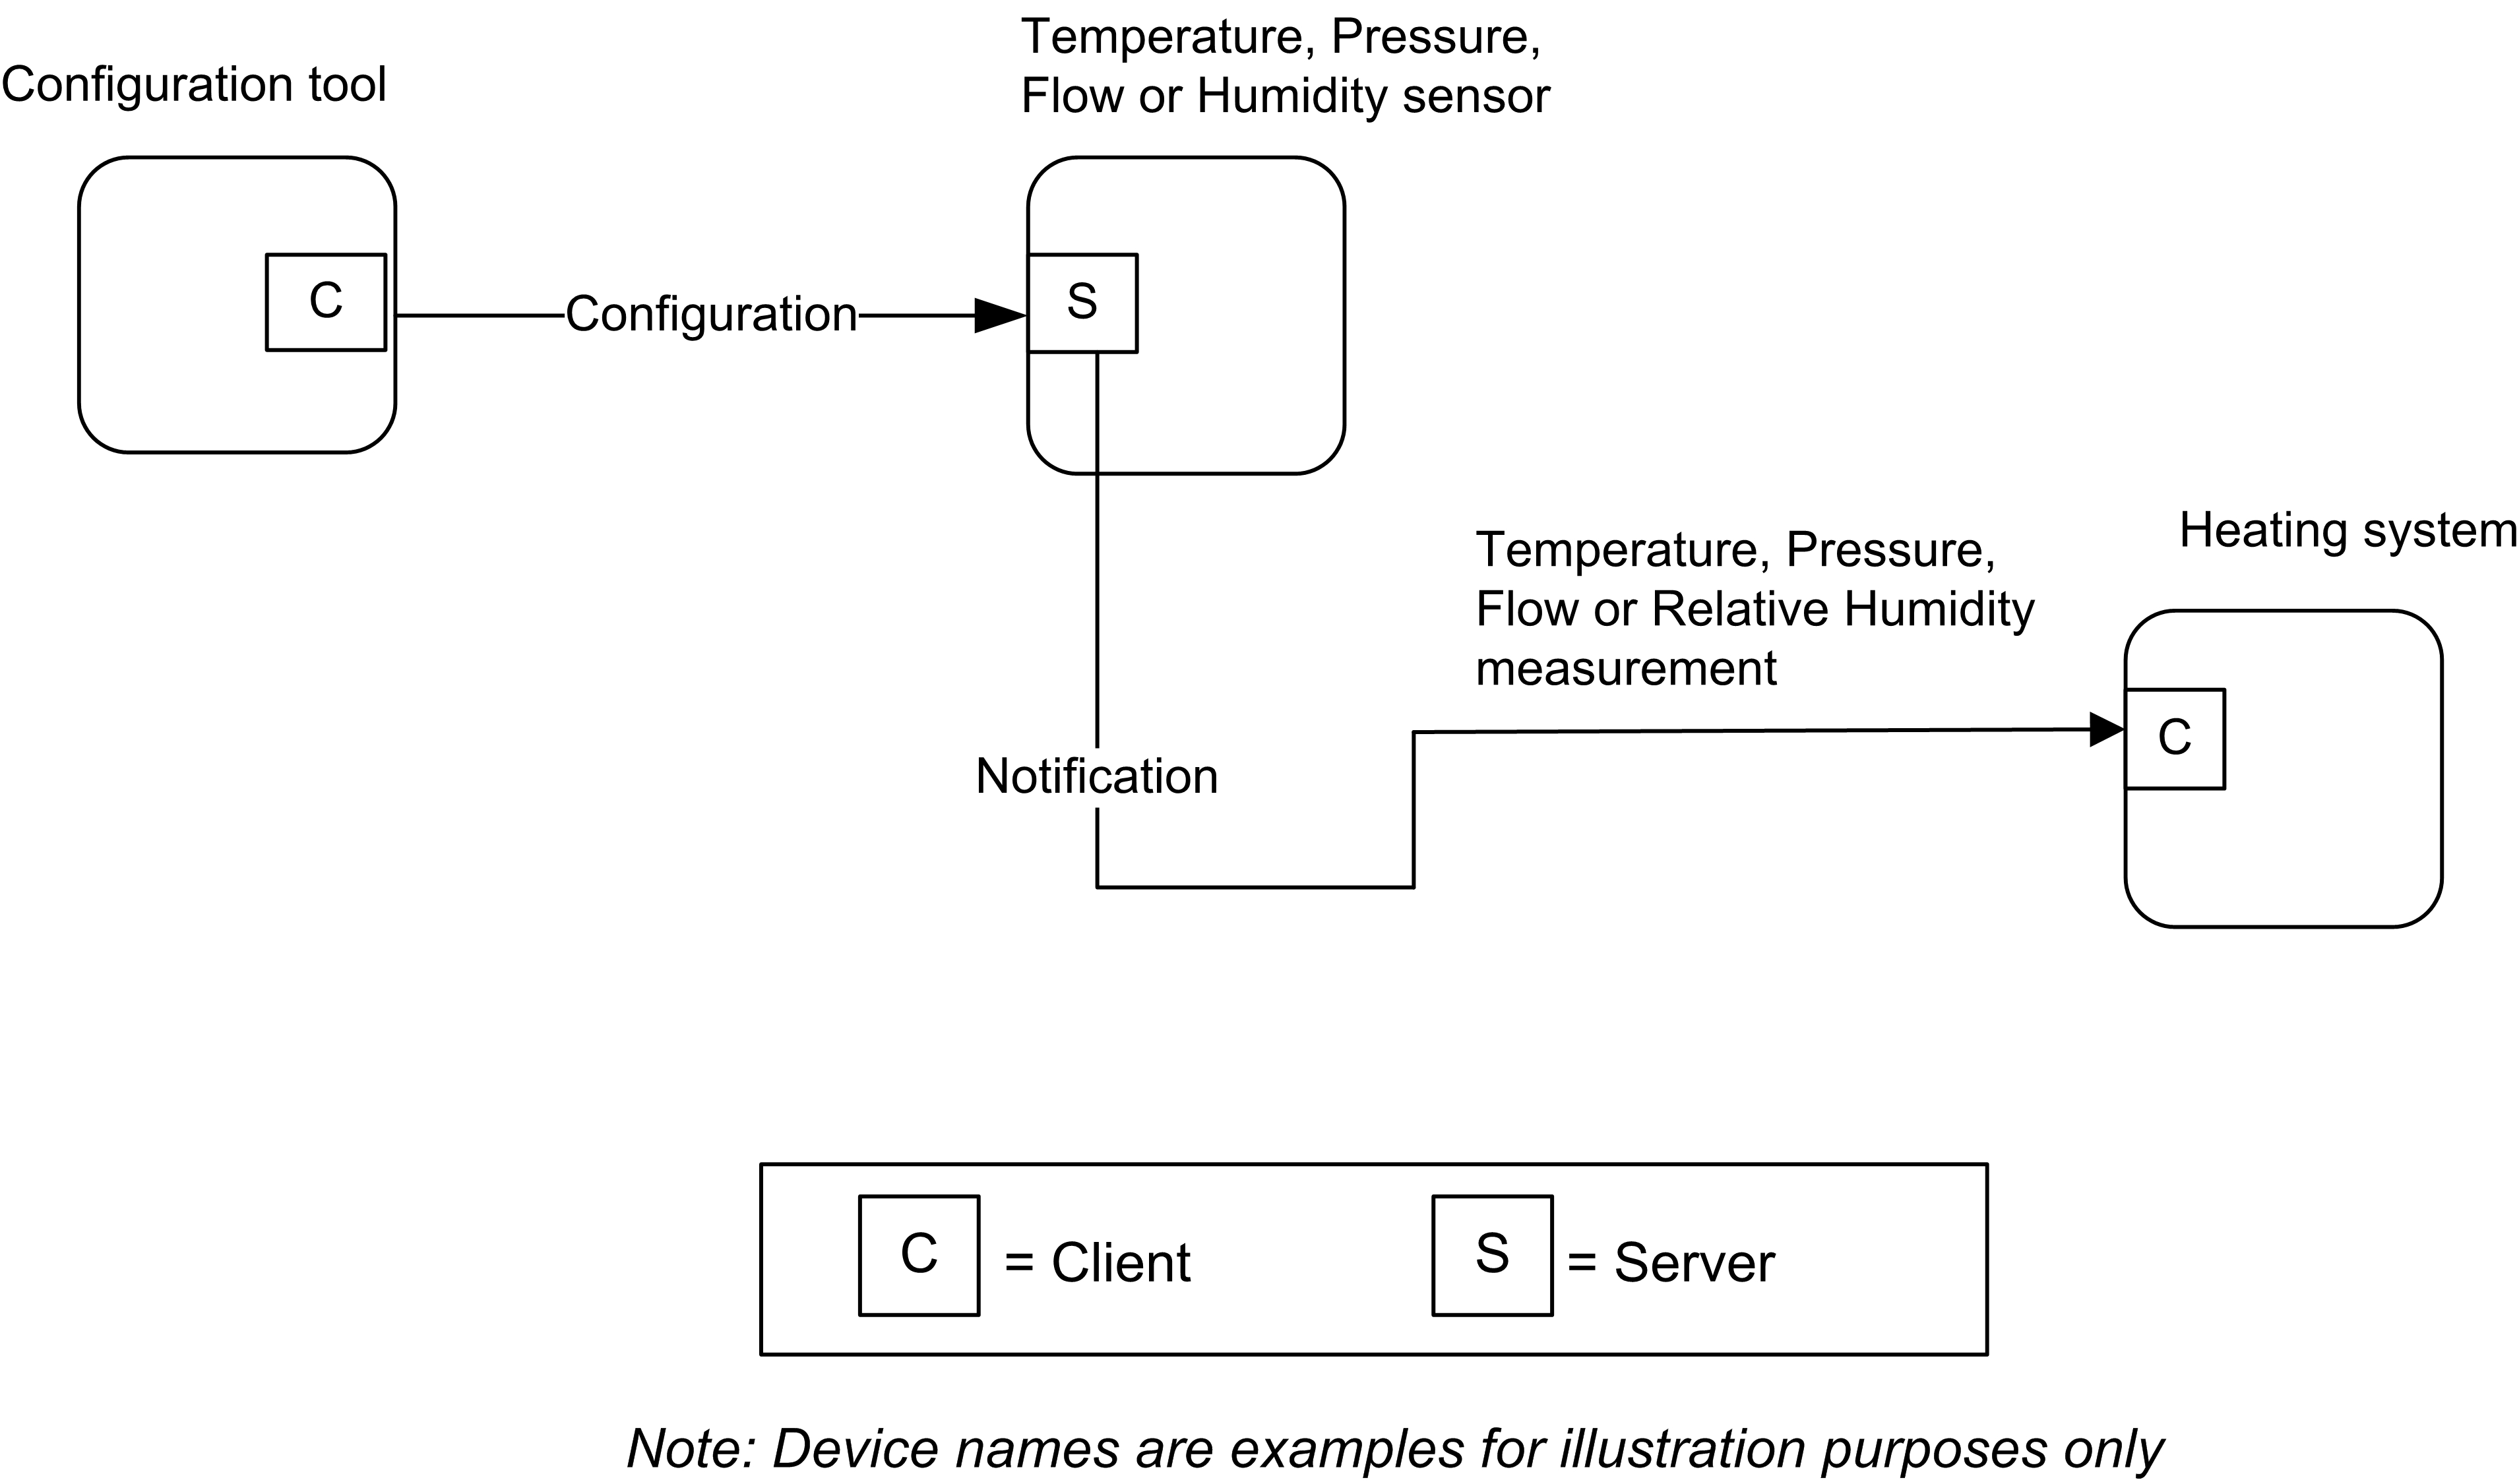 Temperature, Pressure,
Flow or Humidity sensor
Configuration tool
C
Configuration
S
Heating system
Temperature, Pressure,
Flow or Relative Humidity
measurement
C
Notification
C = Client
S = Server
Note: Device names are examples for illustration purposes only